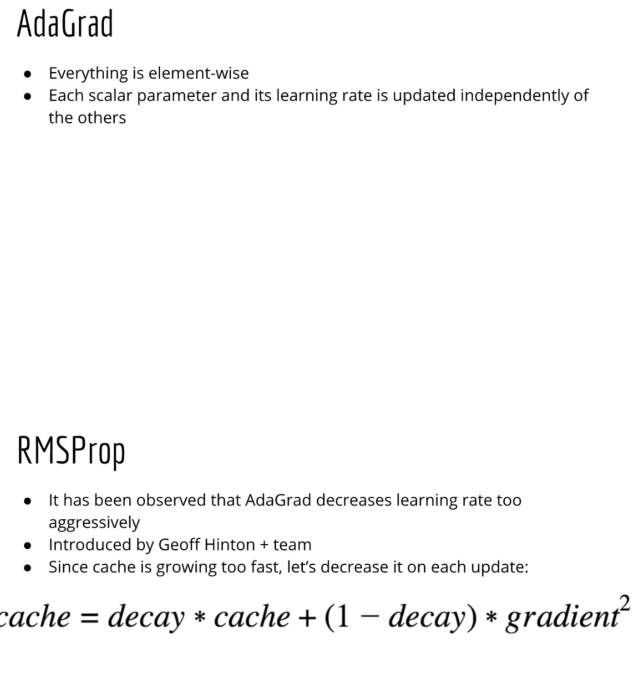 AdaGrad
● Everything is element-wise
● Each scalar parameter and its learning rate is updated independently of
the others
RMSProp
● It has been observed that AdaGrad decreases learning rate too
aggressively
● Introduced by Geoff Hinton + team
● Since cache is growing too fast, let’s decrease it on each update:
cache = decay * cache + (1 − decay) * gradient²